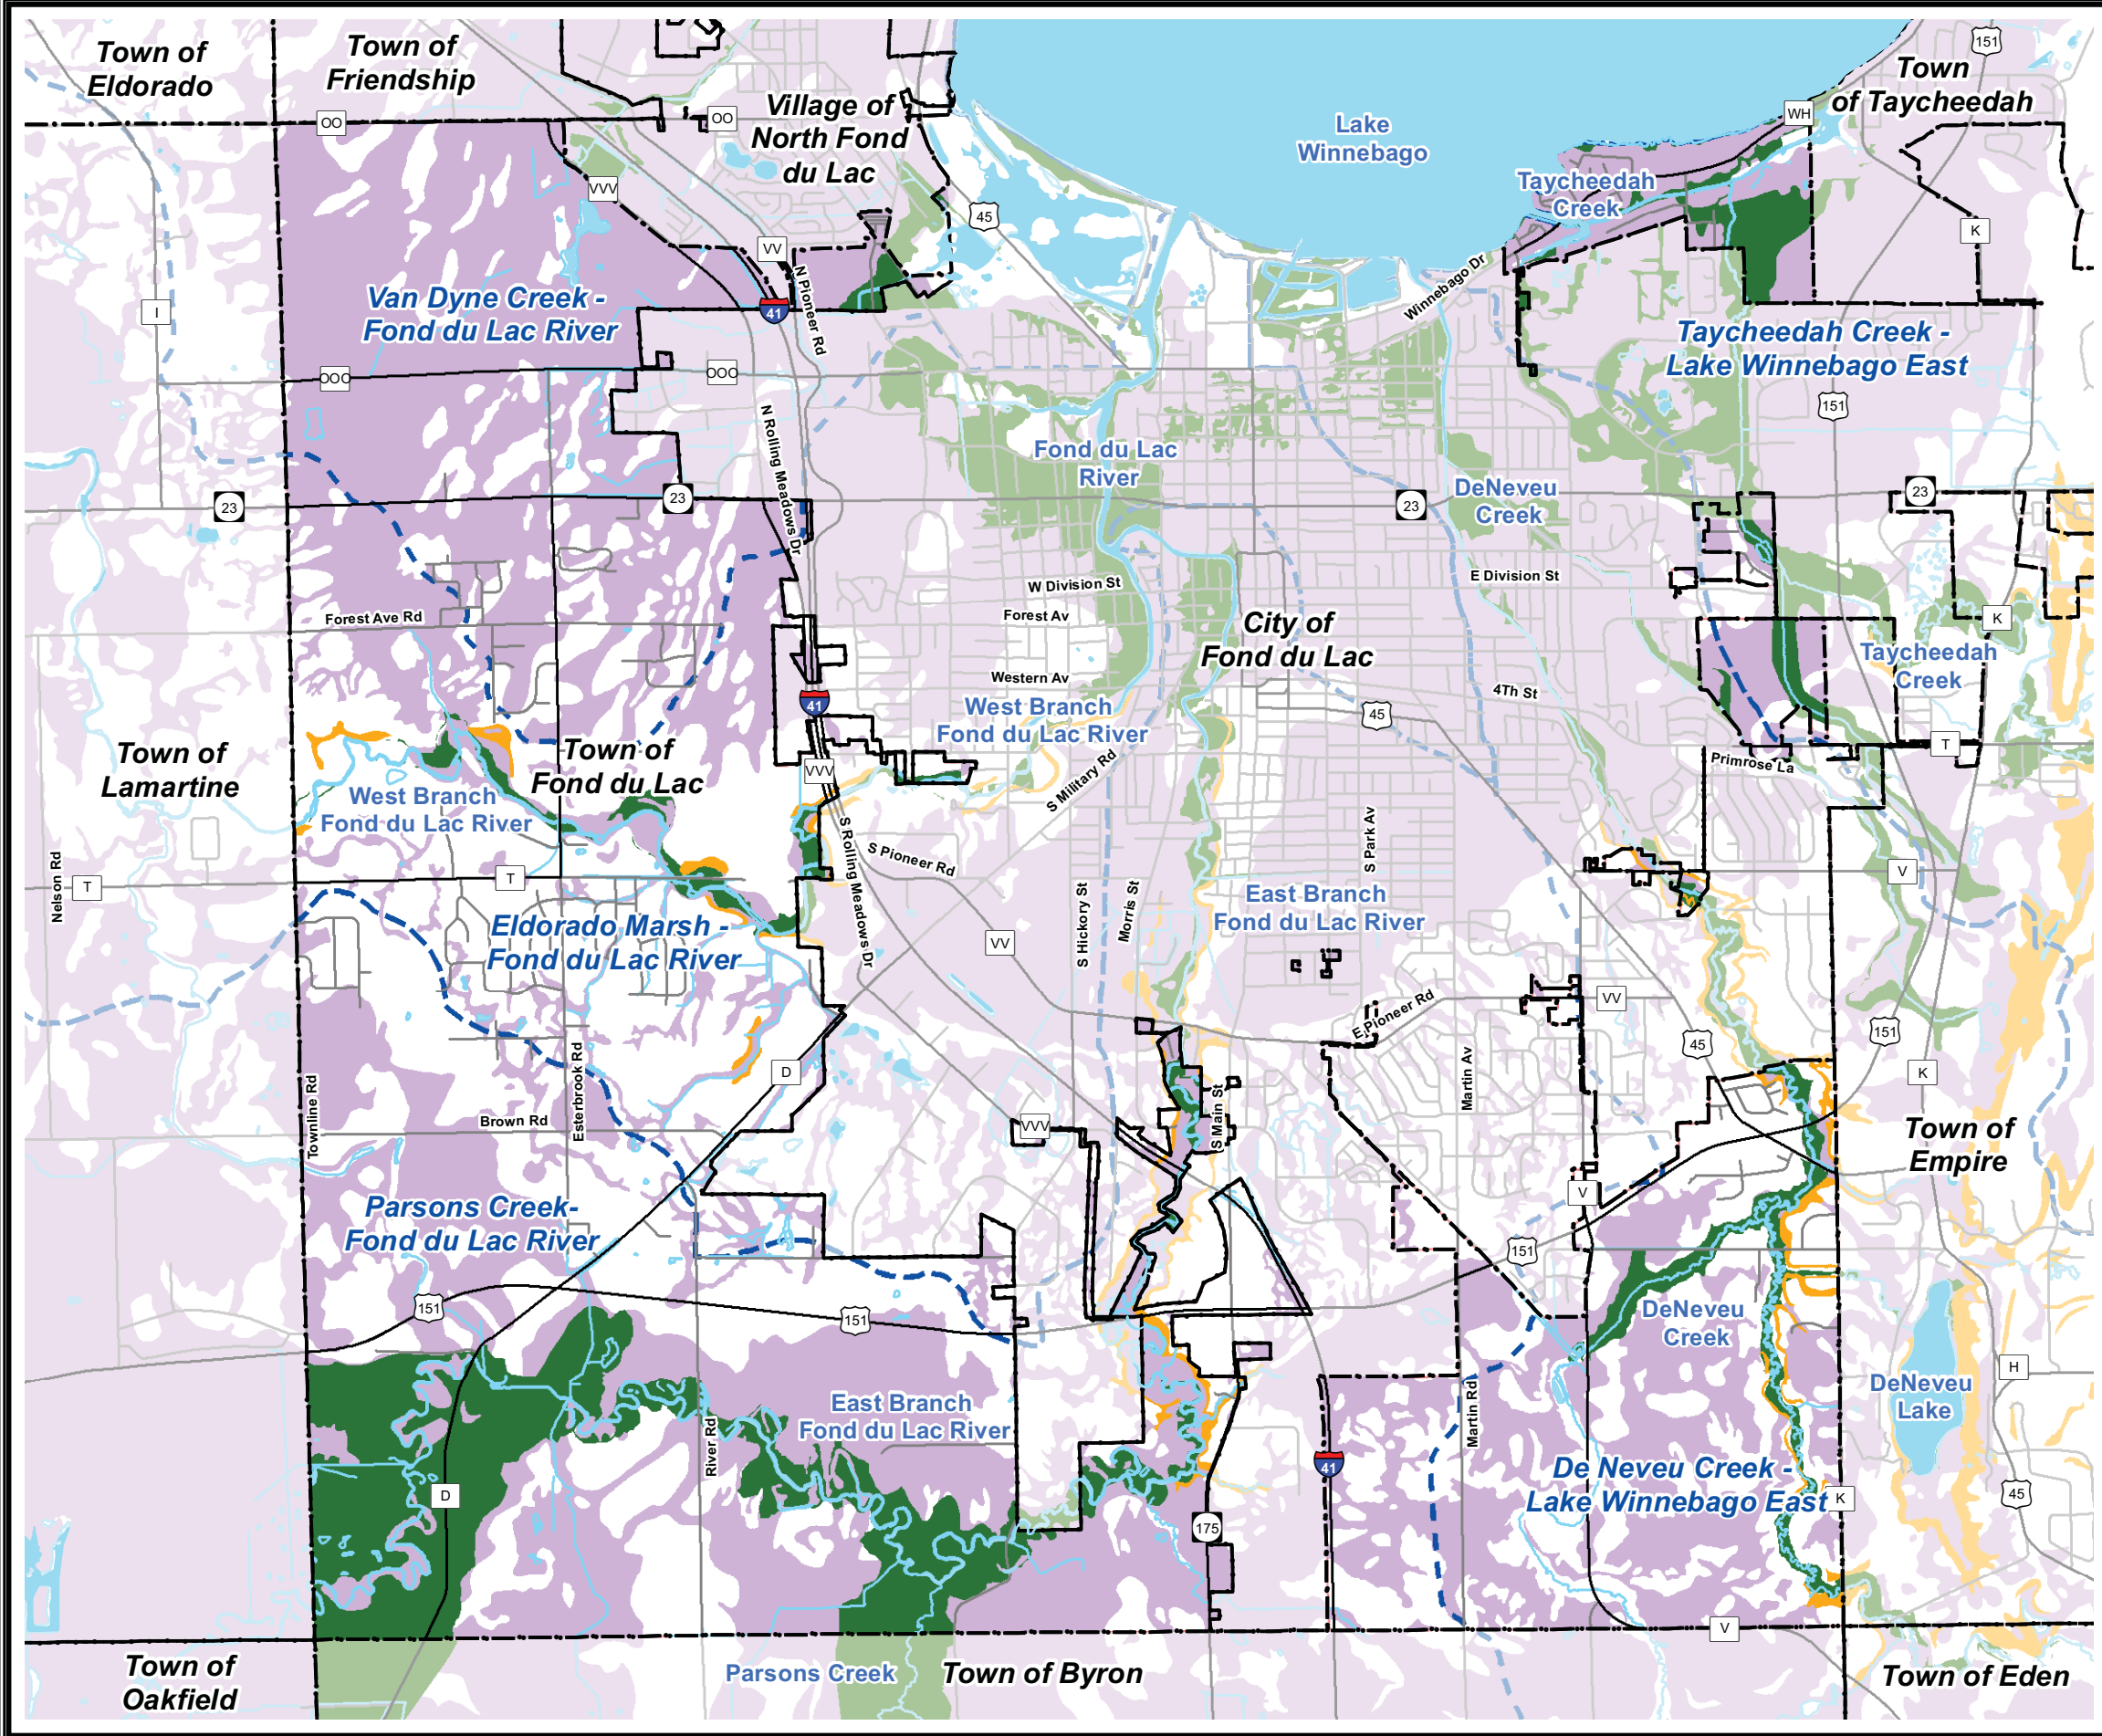 Town of
Eldorado
Town of
Friendship
Village of
North Fond
du Lac
Lake
Winnebago
Town
of Taycheedah
151
WH
OO
OO
VVV
45
Taycheedah
Creek
K
VV
N Pioneer Rd
41
I
Van Dyne Creek -
Fond du Lac River
Winnebago Dr
Taycheedah Creek -
Lake Winnebago East
OOO
OOO
151
N Rolling Meadows Dr
Fond du Lac
River
DeNeveu
Creek
23
23
23
23
W Division St
E Division St
Forest Ave Rd
Forest Av
City of
Fond du Lac
K
Taycheedah
Creek
Western Av
4Th St
41
West Branch
Fond du Lac River
45
T
Town of
Lamartine
Town of
Fond du Lac
VVV
S Military Rd
Primrose La
West Branch
Fond du Lac River
S Rolling Meadows Dr
S Pioneer Rd
S Park Av
Nelson Rd
T
T
V
Eldorado Marsh -
Fond du Lac River
VV
S Hickory St
Morris St
East Branch
Fond du Lac River
E Pioneer Rd
VV
45
151
K
D
Townline Rd
Esterbrook Rd
Brown Rd
Martin Av
VVV
S Main St
Town of
Empire
Parsons Creek-
Fond du Lac River
V
151
151
151
DeNeveu
Creek
H
DeNeveu
Lake
East Branch
Fond du Lac River
River Rd
Martin Rd
41
De Neveu Creek -
Lake Winnebago East
K
45
D
175
V
Town of
Oakfield
Parsons Creek
Town of Byron
Town of Eden